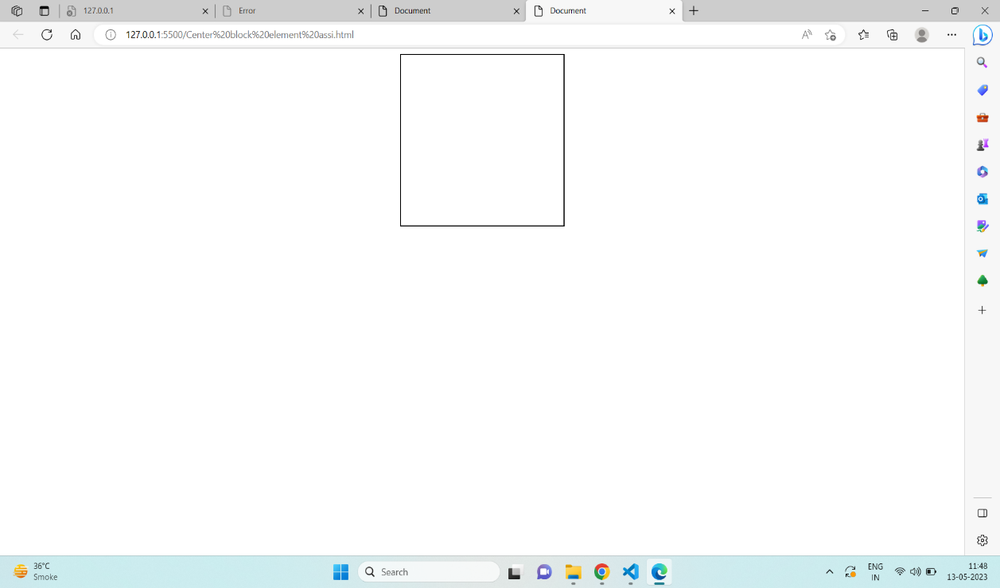 127.0.0.1
Error
Document
Document
127.0.0.1:5500/Center%20block%20element%20assi.html
36°C
Smoke
Search
ENG
IN
11:48
13-05-2023